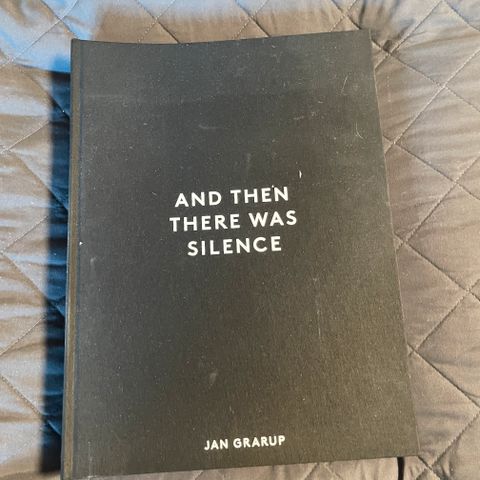 AND THEN
THERE WAS
SILENCE
JAN GRARUP